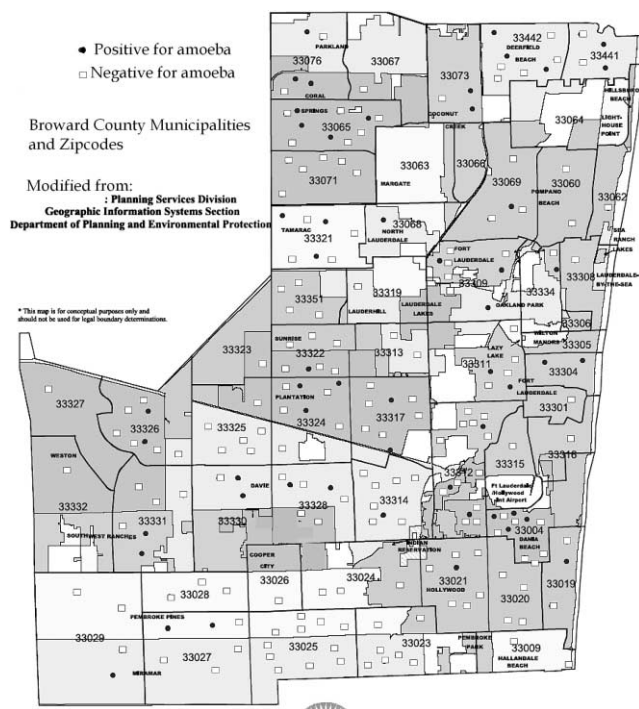 Positive for amoeba
Negative for amoeba
Broward County Municipalities
and Zipcodes
Modified from:
: Planning Services Division
Geographic Information Systems Section
Department of Planning and Environmental Protection
* This map is for conceptual purposes only and
should not be used for legal boundary determinations.
33442
DEERFIELD
BEACH
33441
PARKLAND
33076
33067
33073
HILLSBORO
BEACH
CORAL
SPRINGS
33065
COCONUT
CREEK
33064
LIGHT-
HOUSE
POINT
33063
MARGATE
33066
33071
33069
33060
POMPANO
BEACH
33062
TAMARAC
33321
33068
NORTH
LAUDERDALE
SEA
RANCH
LAKES
FORT
LAUDERDALE
33309
33308
LAUDERDALE-
BY-THE-SEA
33351
33319
LAUDERHILL
LAUDERDALE
LAKES
33334
OAKLAND PARK
33306
WILTON
MANORS
33305
33323
SUNRISE
33322
33313
LAZY
LAKE
33311
33304
FORT
LAUDERDALE
33301
33327
33326
PLANTATION
33324
33317
33325
WESTON
33315
33316
33312
Ft Lauderdale
/Hollywood
Int Airport
33332
DAVIE
33328
33314
33331
SOUTHWEST RANCHES
33330
33004
DANIA
BEACH
COOPER
CITY
INDIAN
RESERVATION
33026
33024
33021
HOLLYWOOD
33019
33028
33020
PEMBROKE PINES
33029
33027
33025
33023
PEMBROKE
PARK
33009
HALLANDALE
BEACH
MIRAMAR